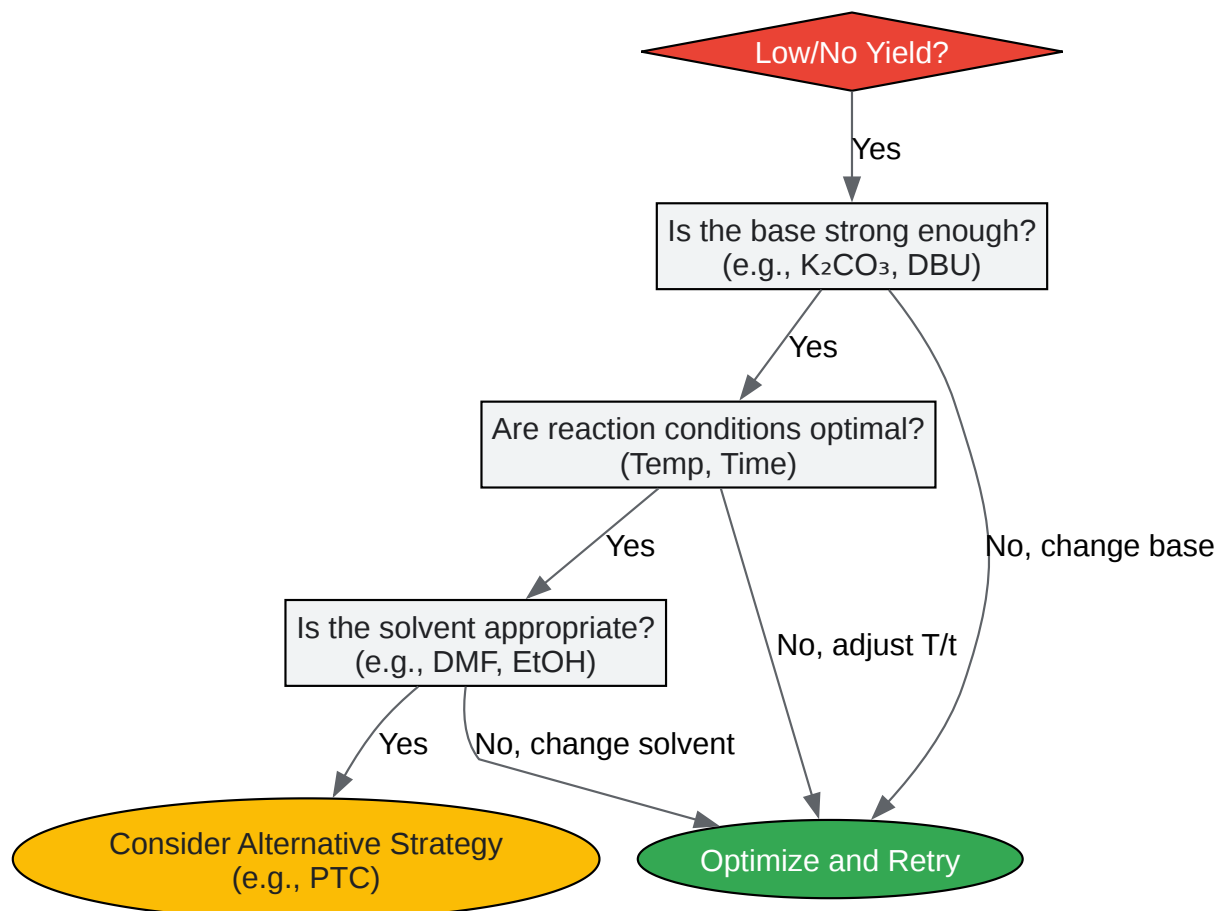 Low/No Yield?
Yes
Is the base strong enough?
(e.g., K₂CO₃, DBU)
Yes
Are reaction conditions optimal?
(Temp, Time)
Yes
No, change base
Is the solvent appropriate?
(e.g., DMF, EtOH)
No, adjust T/t
Yes
No, change solvent
Consider Alternative Strategy
(e.g., PTC)
Optimize and Retry